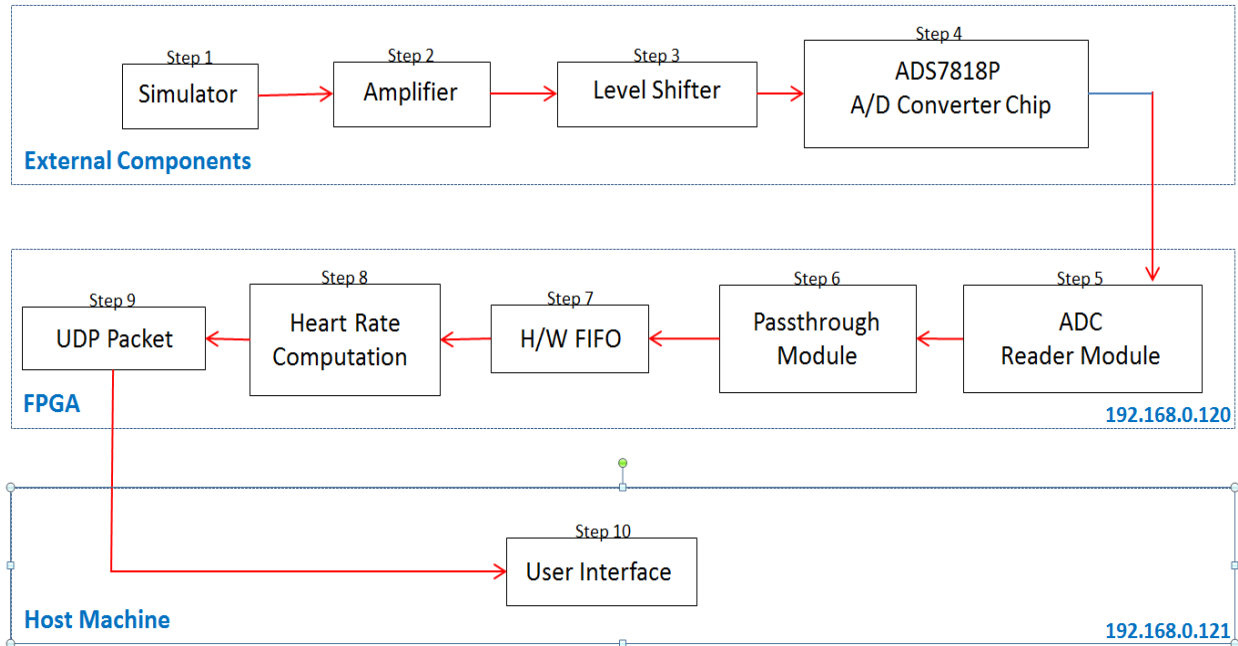 Step 1
Simulator
Step 2
Amplifier
Step 3
Level Shifter
Step 4
ADS7818P
A/D Converter Chip
External Components
Step 5
ADC
Reader Module
Step 6
Passthrough
Module
Step 7
H/W FIFO
Step 8
Heart Rate
Computation
Step 9
UDP Packet
FPGA
192.168.0.120
Step 10
User Interface
Host Machine
192.168.0.121